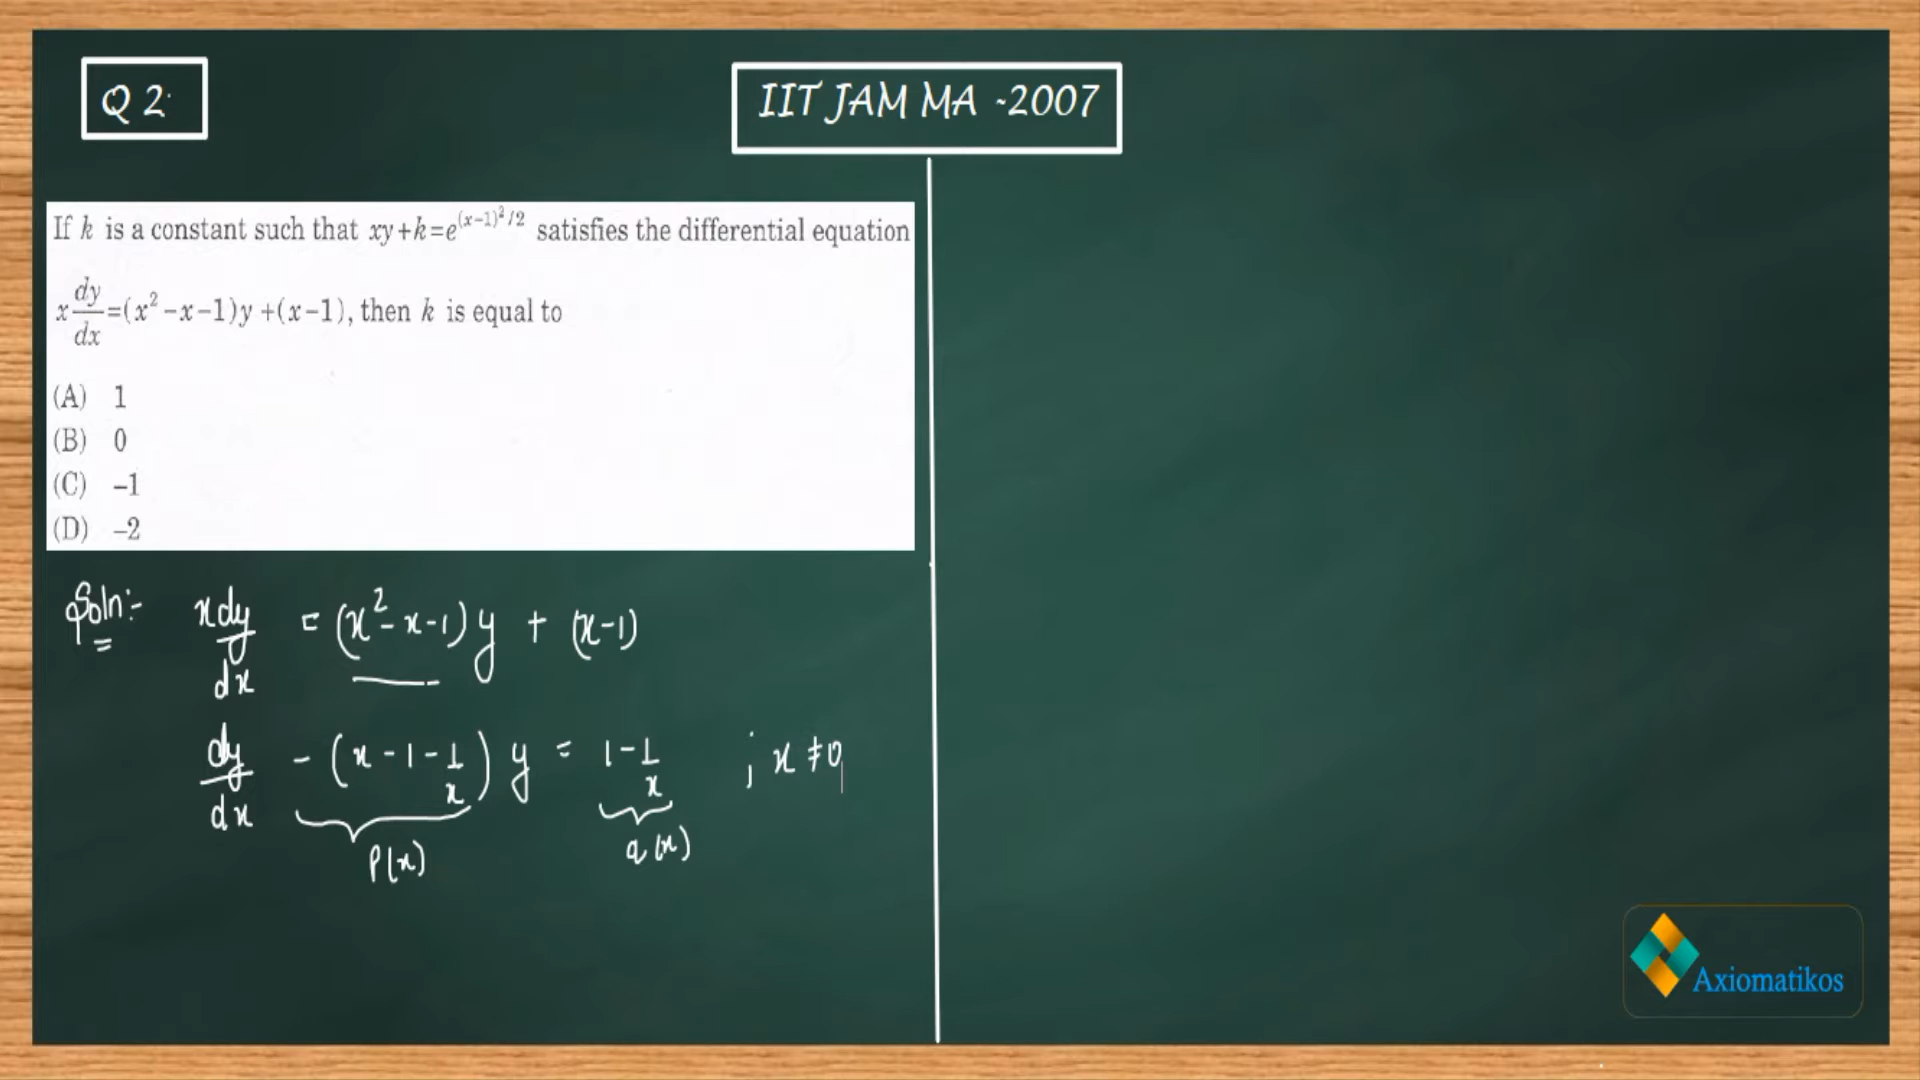 Q 2.
IIT JAM MA -2007
If k is a constant such that xy+k=e^{(x-1)^2/2} satisfies the differential equation
x dy/dx=(x^2-x-1)y+(x-1), then k is equal to
(A) 1
(B) 0
(C) -1
(D) -2
Soln:- x dy/dx = (x^2-x-1)y + (x-1)
dy/dx - (x-1-1/x) y = 1-1/x ; x≠0
P(x) Q(x)
Axiomatikos